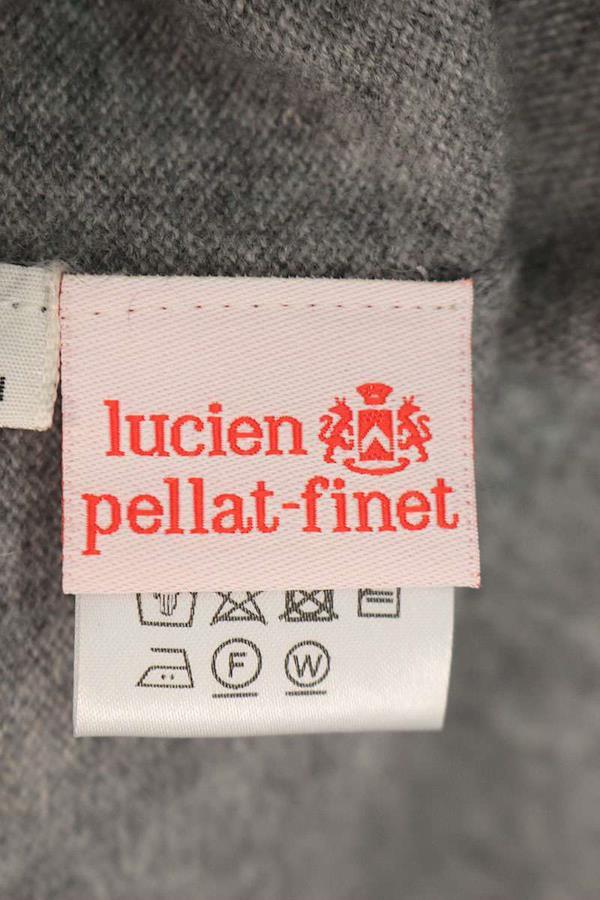 lucien
pellat-finet
F W